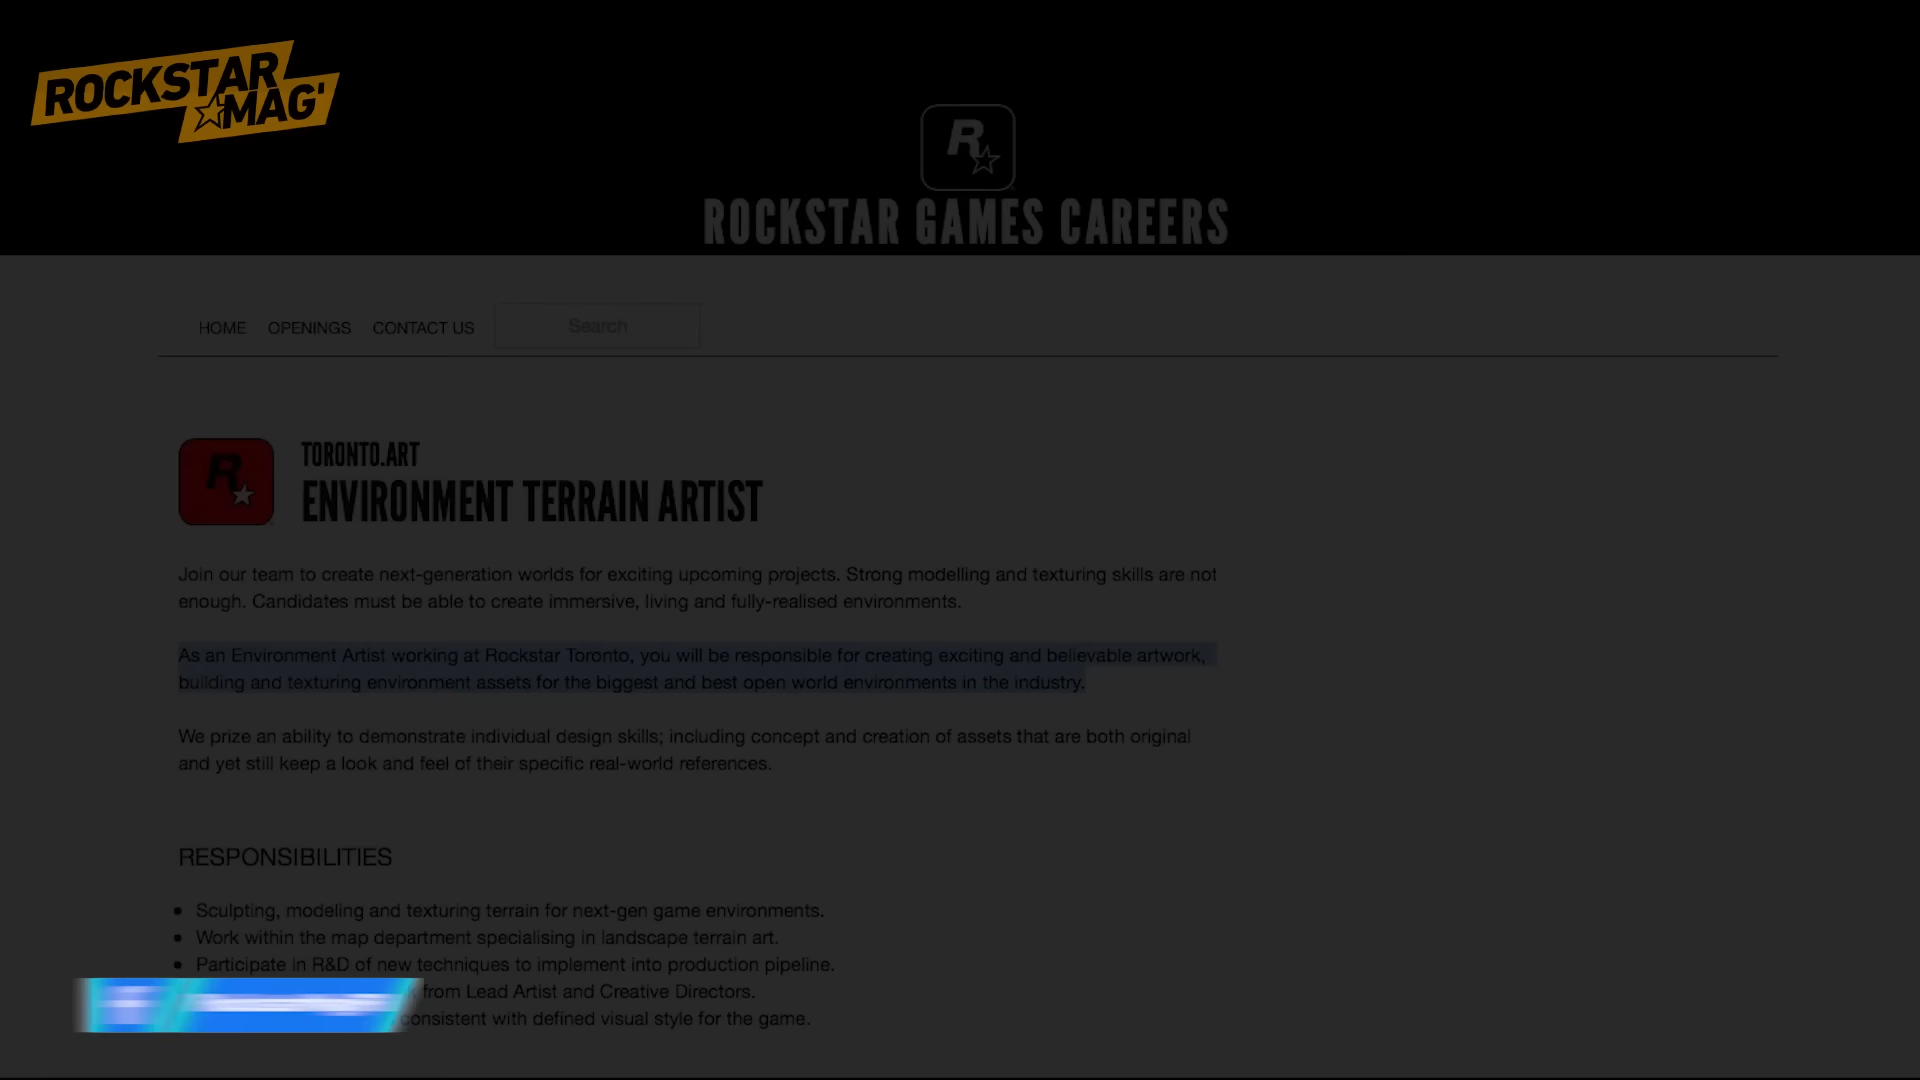 ROCKSTAR
MAG'
R
ROCKSTAR GAMES CAREERS
HOME OPENINGS CONTACT US Search
R
TORONTO.ART
ENVIRONMENT TERRAIN ARTIST
Join our team to create next-generation worlds for exciting upcoming projects. Strong modelling and texturing skills are not
enough. Candidates must be able to create immersive, living and fully-realised environments.
As an Environment Artist working at Rockstar Toronto, you will be responsible for creating exciting and believable artwork,
building and texturing environment assets for the biggest and best open world environments in the industry.
We prize an ability to demonstrate individual design skills; including concept and creation of assets that are both original
and yet still keep a look and feel of their specific real-world references.
RESPONSIBILITIES
• Sculpting, modeling and texturing terrain for next-gen game environments.
• Work within the map department specialising in landscape terrain art.
• Participate in R&D of new techniques to implement into production pipeline.
from Lead Artist and Creative Directors.
consistent with defined visual style for the game.